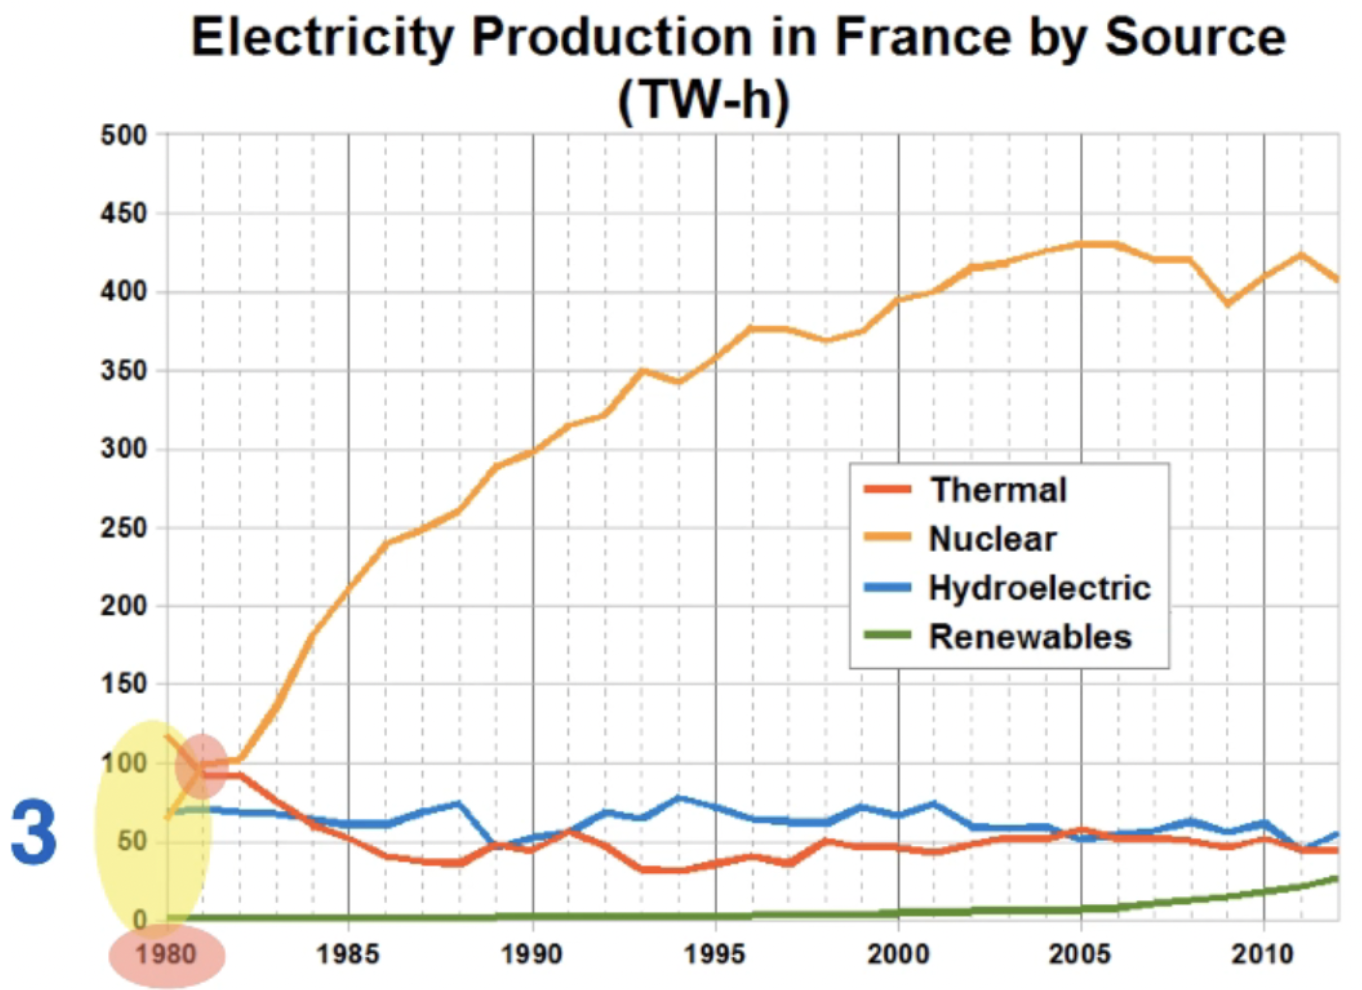 Electricity Production in France by Source
(TW-h)
500
450
400
350
300
250
200
150
100
50
0
3
Thermal
Nuclear
Hydroelectric
Renewables
1980 1985 1990 1995 2000 2005 2010